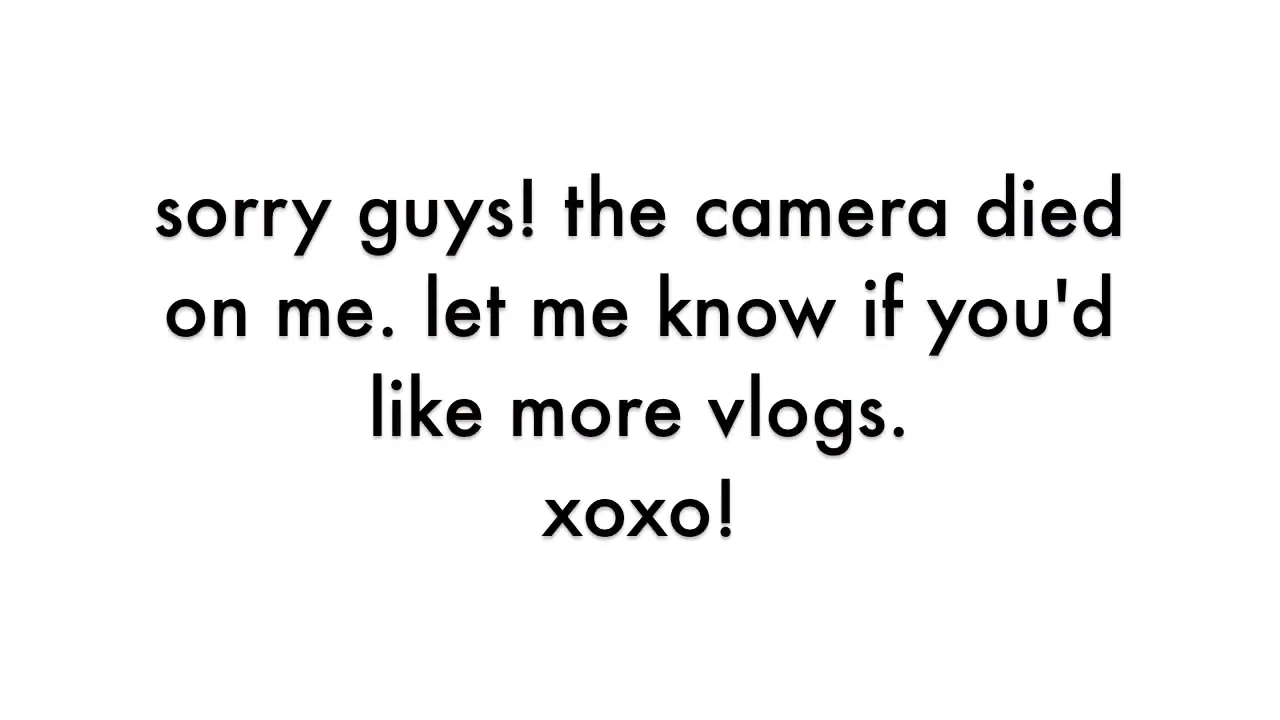 sorry guys! the camera died
on me. let me know if you'd
like more vlogs.
xoxo!